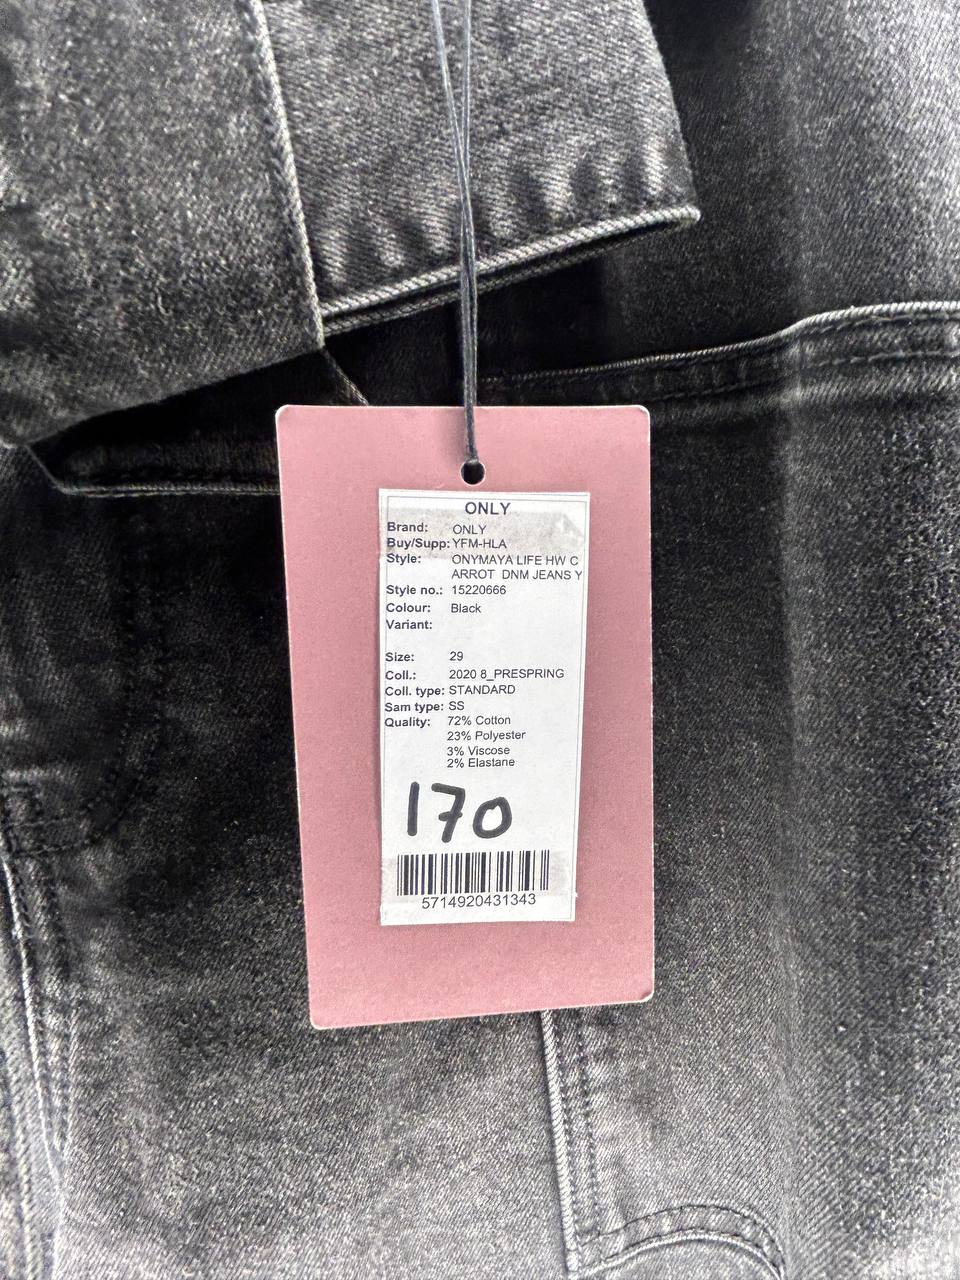 ONLY
Brand: ONLY
Buy/Supp: YFM-HLA
Style: ONYMAYA LIFE HW C
ARROT DNM JEANS Y
Style no.: 15220666
Colour: Black
Variant:
Size: 29
Coll.: 2020 8_PRESPRING
Coll. type: STANDARD
Sam type: SS
Quality: 72% Cotton
23% Polyester
3% Viscose
2% Elastane
170
5714920431343